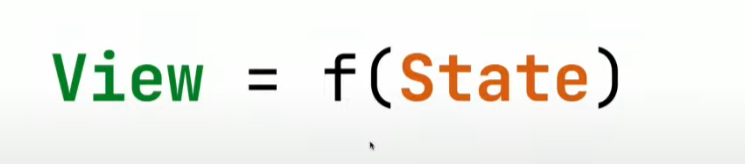 View = f(State)